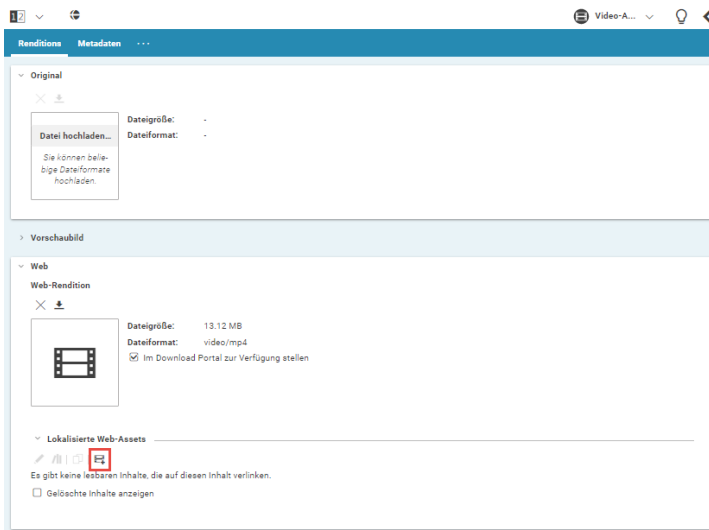 12
Video-A...
Renditions Metadaten ...
Original
Dateigröße: -
Datei hochladen... Dateiformat: -
Sie können belie-
bige Dateiformate
hochladen.
Vorschaubild
Web
Web-Rendition
Dateigröße: 13.12 MB
Dateiformat: video/mp4
Im Download Portal zur Verfügung stellen
Lokalisierte Web-Assets
Es gibt keine lesbaren Inhalte, die auf diesen Inhalt verlinken.
Gelöschte Inhalte anzeigen